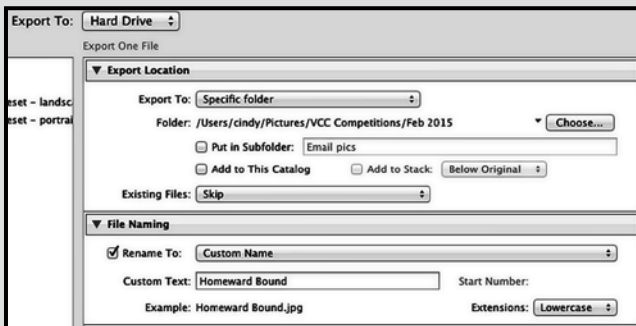 Export To: Hard Drive
Export One File
Export Location
Export To: Specific folder
Folder: /Users/cindy/Pictures/VCC Competitions/Feb 2015 Choose...
Put in Subfolder: Email pics
Add to This Catalog Add to Stack: Below Original
Existing Files: Skip
eset - landsc
eset - portrai
File Naming
Rename To: Custom Name
Custom Text: Homeward Bound Start Number:
Example: Homeward Bound.jpg Extensions: Lowercase